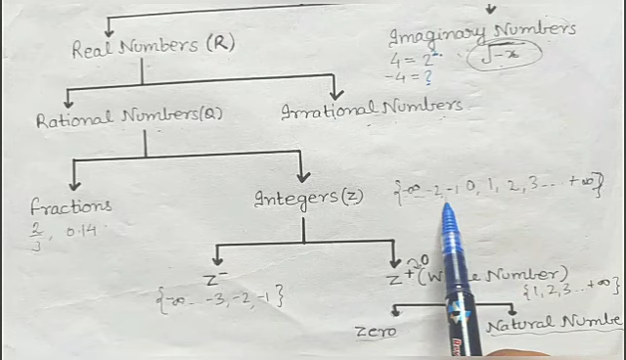 Real Numbers (R)
Imaginary Numbers
4 = 2²
√-x
-4 = ?
Rational Numbers(Q)
Irrational Numbers
Fractions
2/3, 0.14
Integers(Z)
{-∞ -2 -1 0, 1, 2, 3... +∞}
Z⁻
{-∞... -3, -2, -1}
Z⁺
Number)
{1, 2, 3... +∞}
Zero
Natural Numbe